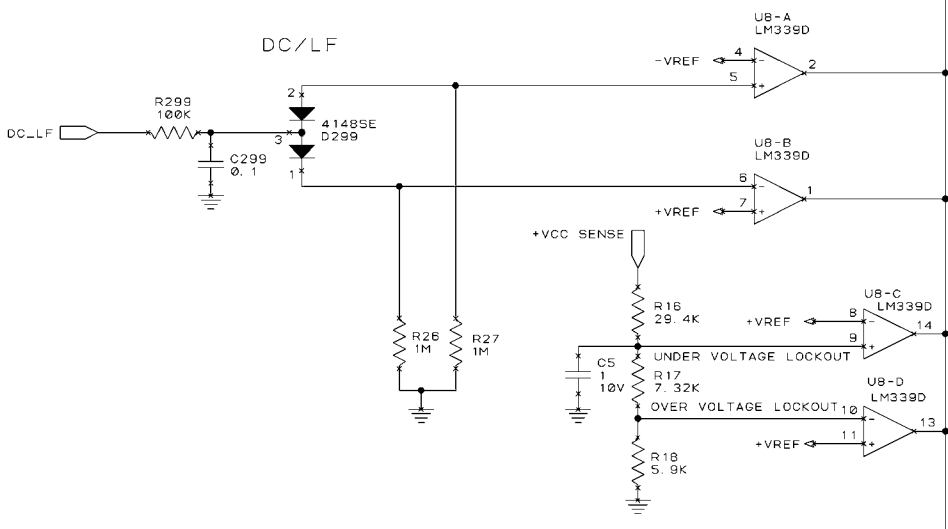 DC/LF
U8-A
LM339D
-VREF
4
5
2
R299
100K
DC_LF
2
3
1
4148SE
D299
C299
0.1
U8-B
LM339D
6
7
1
+VREF
+VCC SENSE
R16
29.4K
U8-C
LM339D
+VREF
8
9
14
UNDER VOLTAGE LOCKOUT
R26
1M
R27
1M
C5
1
10V
R17
7.32K
U8-D
LM339D
OVER VOLTAGE LOCKOUT
10
11
13
+VREF
R18
5.9K